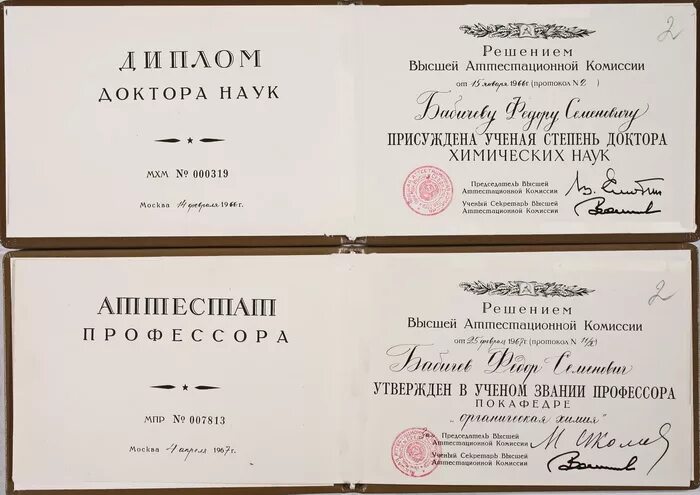 ДИПЛОМ
ДОКТОРА НАУК
МХМ № 000319
Москва 14 февраля 1966 г.
2
Решением
Высшей Аттестационной Комиссии
от 15 января 1966 г (протокол N 2 )
Бабичеву Федору Семеновичу
ПРИСУЖДЕНА УЧЕНАЯ СТЕПЕНЬ ДОКТОРА
ХИМИЧЕСКИХ НАУК
Председатель Высшей
Аттестационной Комиссии
Ученый Секретарь Высшей
Аттестационной Комиссии
АТТЕСТАТ
ПРОФЕССОРА
МПР № 007813
Москва 4 апреля 1967 г.
2
Решением
Высшей Аттестационной Комиссии
от 25 февраля 1967 г (протокол N
Бабичев Федор Семенович
УТВЕРЖДЕН В УЧЕНОМ ЗВАНИИ ПРОФЕССОРА
ПО КАФЕДРЕ
„органическая химия"
Председатель Высшей
Аттестационной Комиссии
Ученый Секретарь Высшей
Аттестационной Комиссии